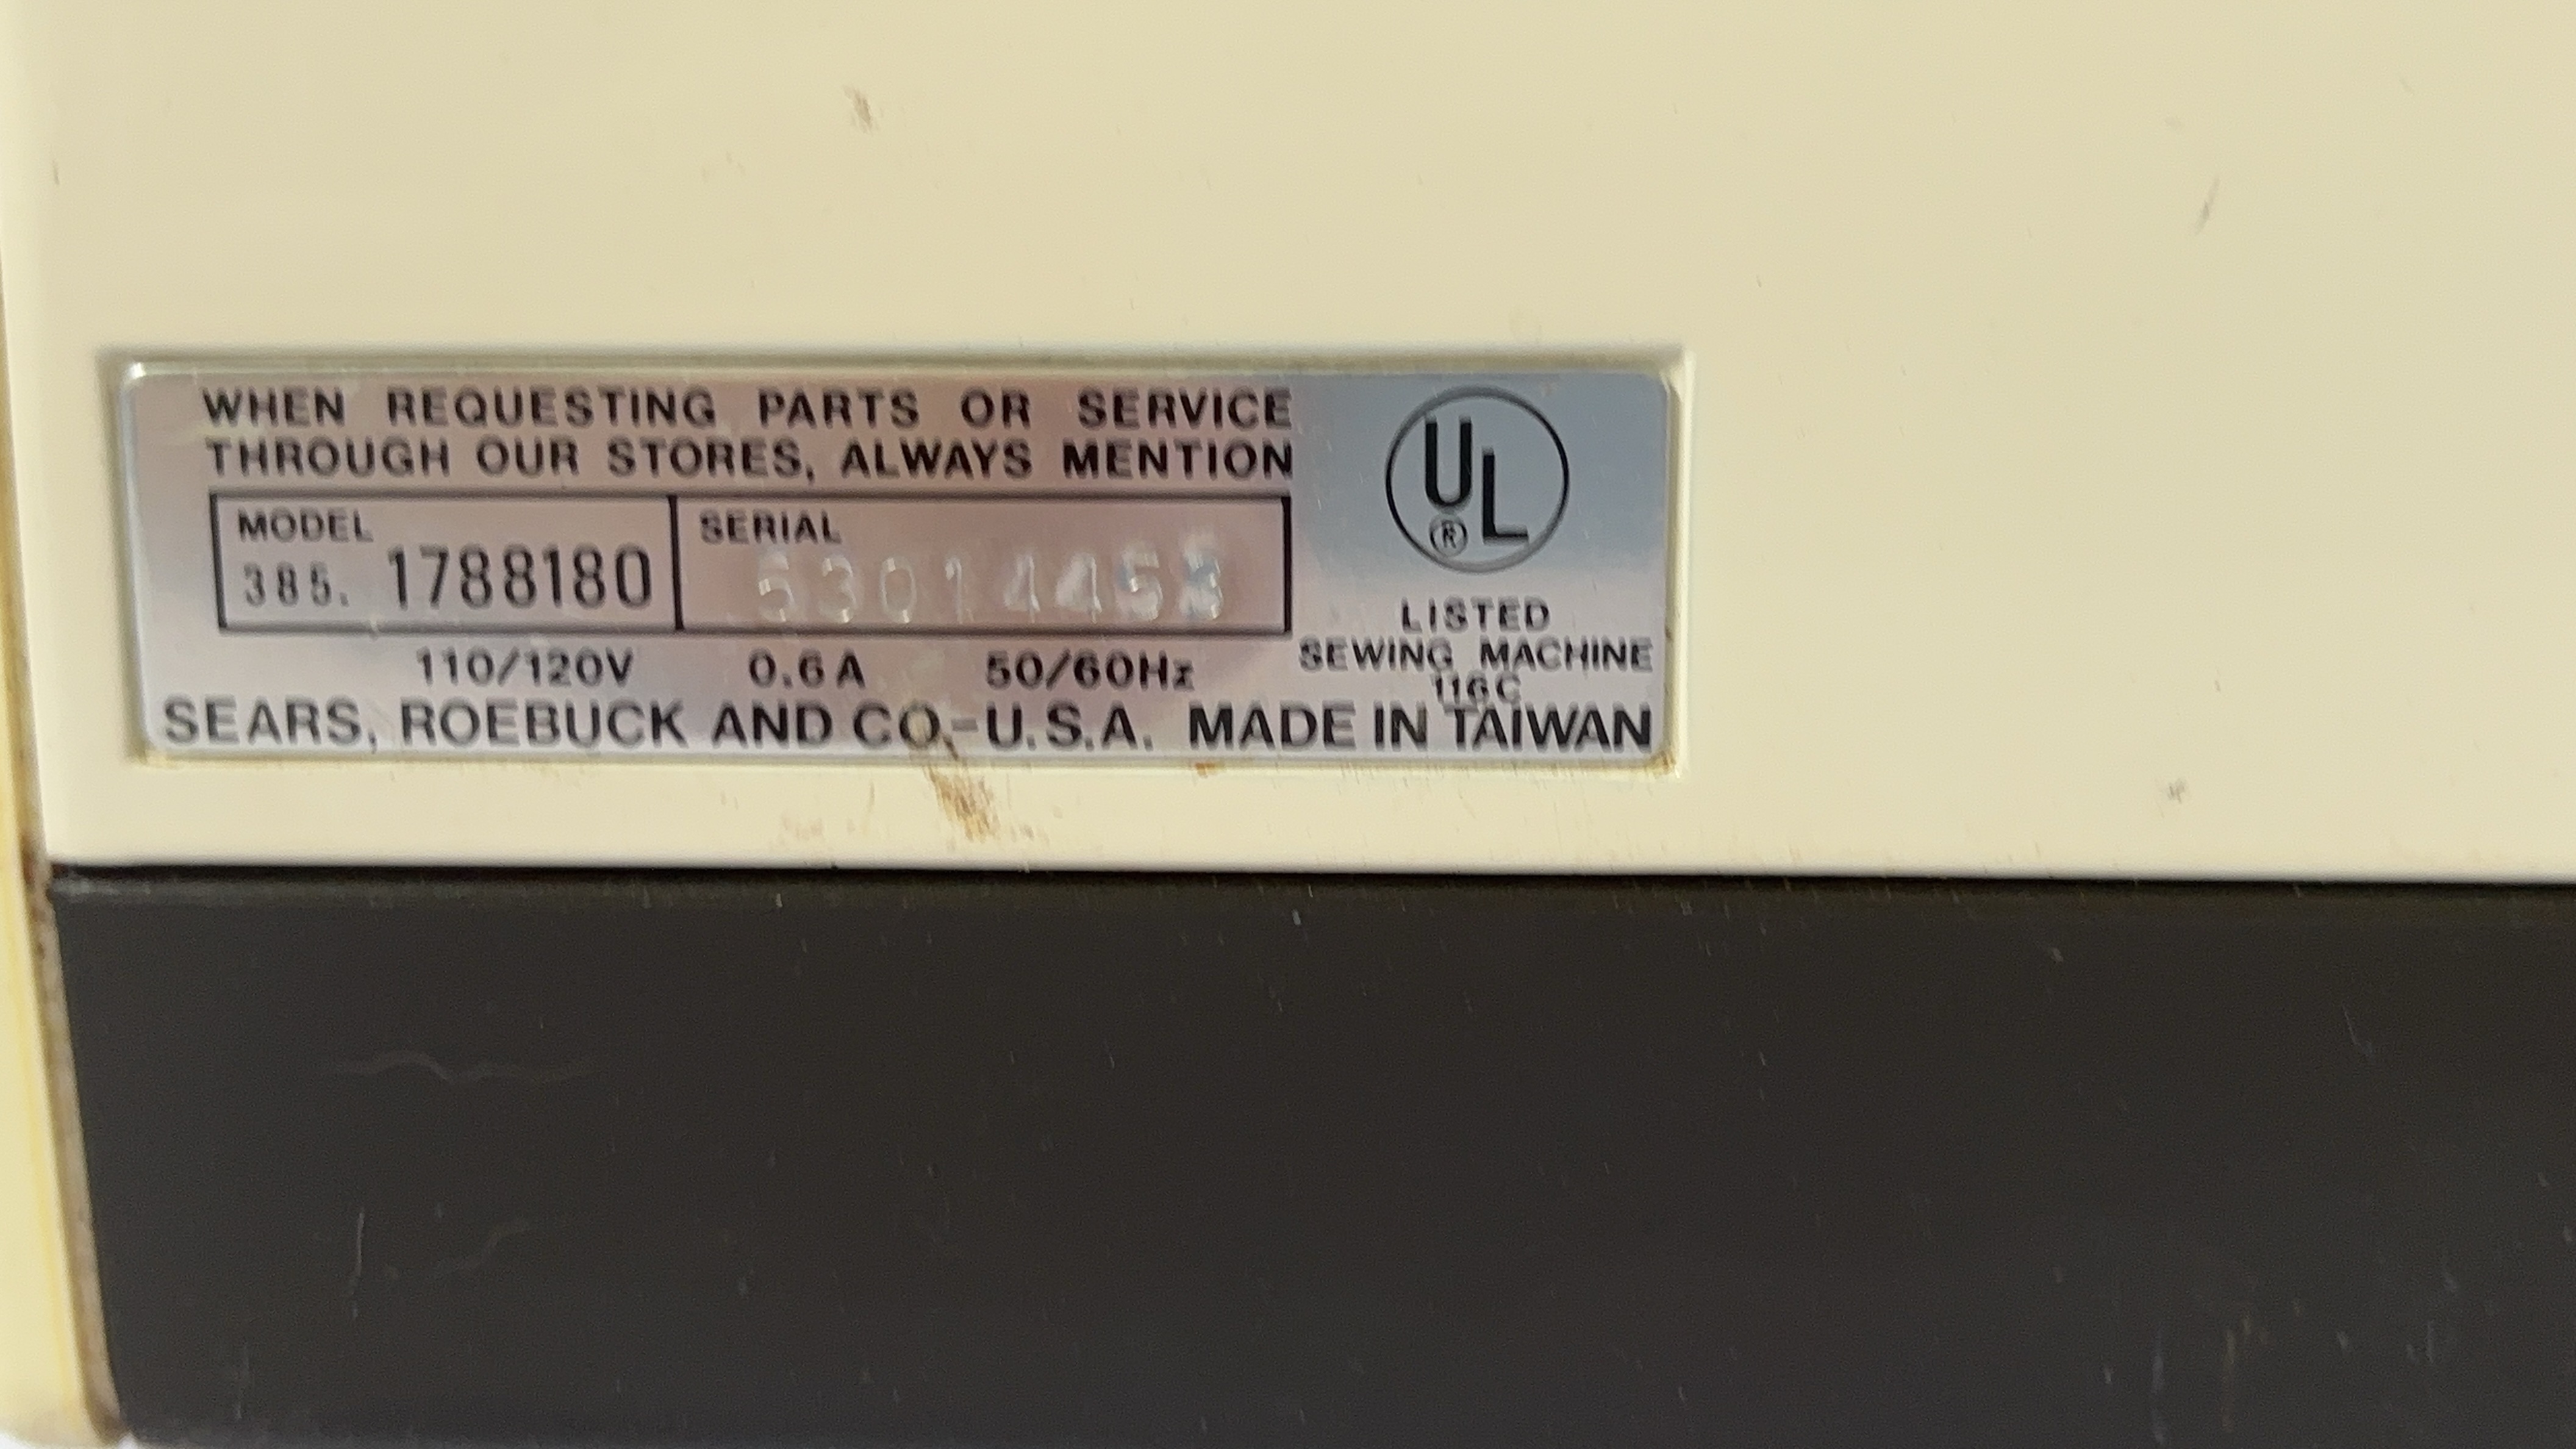 WHEN REQUESTING PARTS OR SERVICE
THROUGH OUR STORES, ALWAYS MENTION
MODEL
385. 1788180
SERIAL
110/120V 0.6A 50/60Hz
UL
®
LISTED
SEWING MACHINE
116C
SEARS, ROEBUCK AND CO.-U.S.A. MADE IN TAIWAN